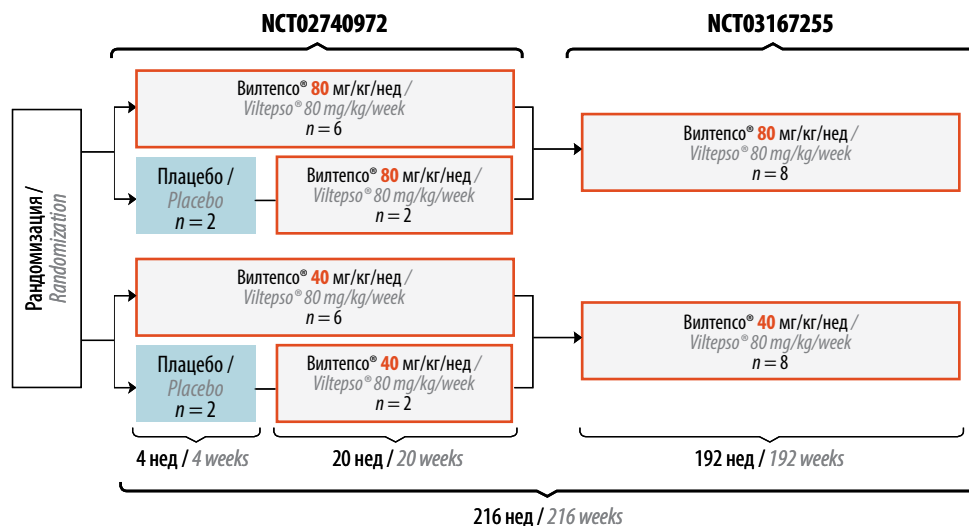 NCT02740972
NCT03167255
Рандомизация /
Randomization
Вилтепсо® 80 мг/кг/нед /
Viltepso® 80 mg/kg/week
n = 6
Плацебо /
Placebo
n = 2
Вилтепсо® 80 мг/кг/нед /
Viltepso® 80 mg/kg/week
n = 2
Вилтепсо® 80 мг/кг/нед /
Viltepso® 80 mg/kg/week
n = 8
Вилтепсо® 40 мг/кг/нед /
Viltepso® 80 mg/kg/week
n = 6
Плацебо /
Placebo
n = 2
Вилтепсо® 40 мг/кг/нед /
Viltepso® 80 mg/kg/week
n = 2
Вилтепсо® 40 мг/кг/нед /
Viltepso® 80 mg/kg/week
n = 8
4 нед / 4 weeks
20 нед / 20 weeks
192 нед / 192 weeks
216 нед / 216 weeks